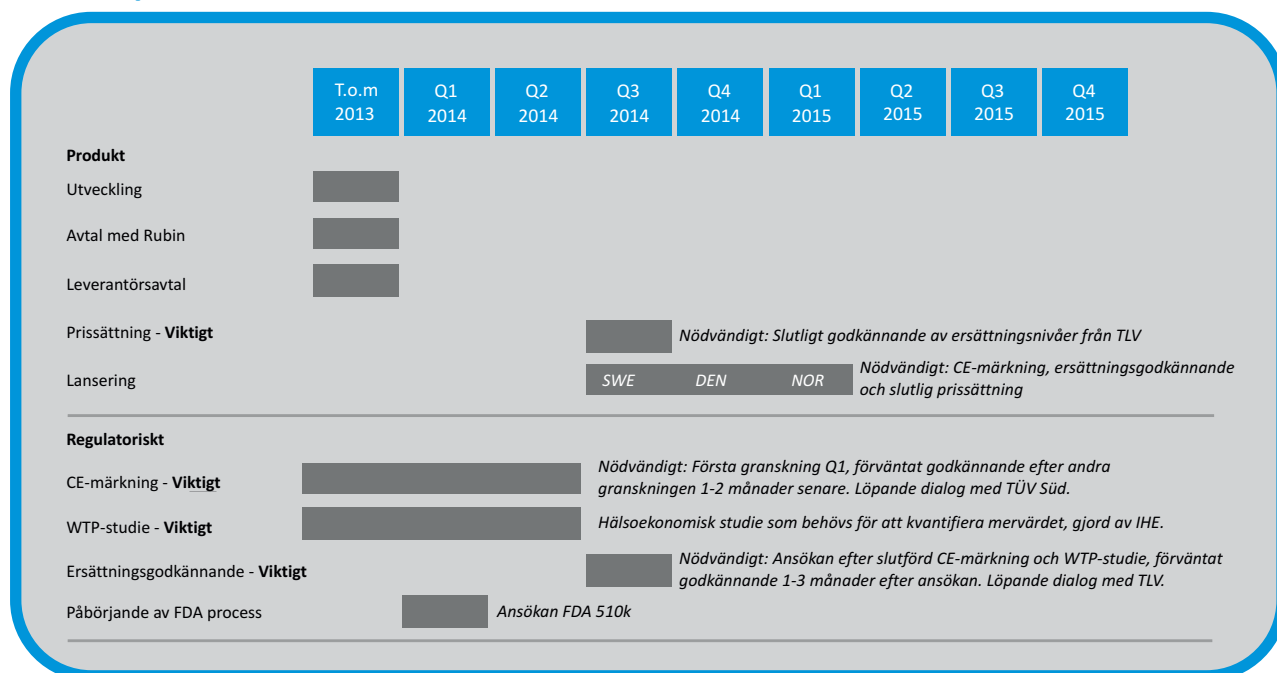 T.o.m 2013 Q1 2014 Q2 2014 Q3 2014 Q4 2014 Q1 2015 Q2 2015 Q3 2015 Q4 2015
Produkt
Utveckling
Avtal med Rubin
Leverantörsavtal
Prissättning - Viktigt
Nödvändigt: Slutligt godkännande av ersättningsnivåer från TLV
Lansering
SWE DEN NOR
Nödvändigt: CE-märkning, ersättningsgodkännande
och slutlig prissättning
Regulatoriskt
CE-märkning - Viktigt
Nödvändigt: Första granskning Q1, förväntat godkännande efter andra
granskningen 1-2 månader senare. Löpande dialog med TÜV Süd.
WTP-studie - Viktigt
Hälsoekonomisk studie som behövs för att kvantifiera mervärdet, gjord av IHE.
Ersättningsgodkännande - Viktigt
Nödvändigt: Ansökan efter slutförd CE-märkning och WTP-studie, förväntat
godkännande 1-3 månader efter ansökan. Löpande dialog med TLV.
Påbörjande av FDA process
Ansökan FDA 510k